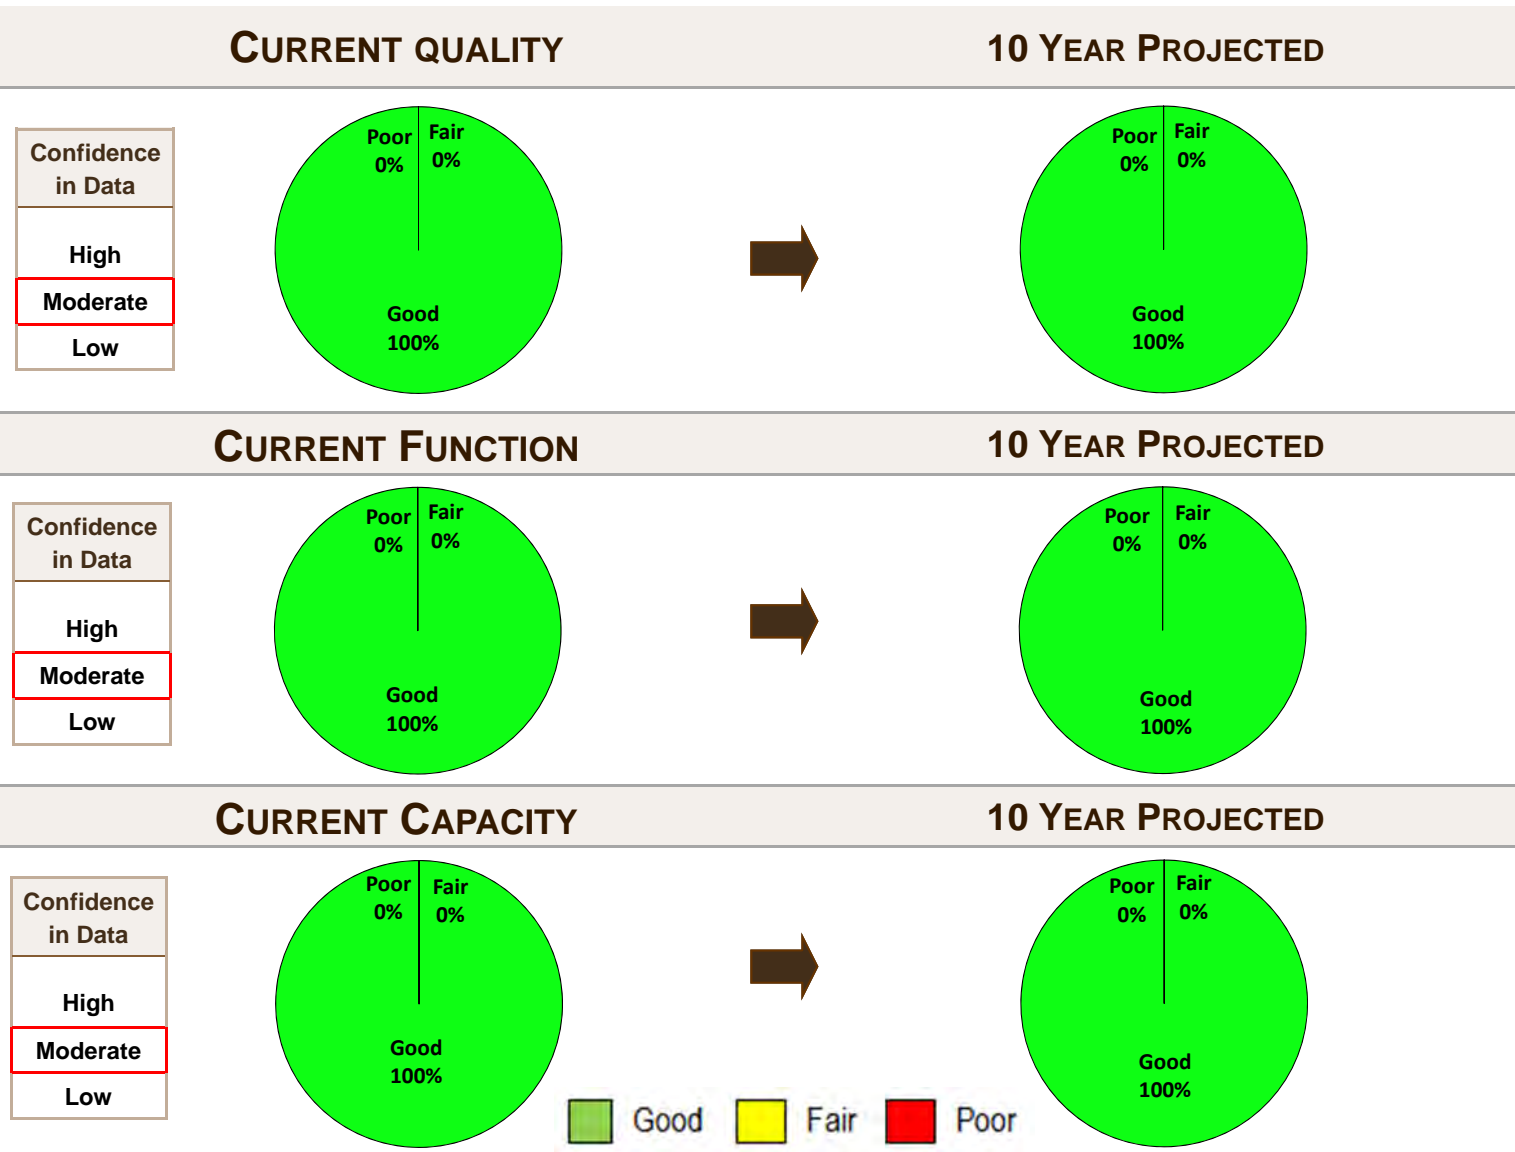 CURRENT QUALITY
10 YEAR PROJECTED
Confidence
in Data
High
Moderate
Low
Poor
0%
Fair
0%
Good
100%
Poor
0%
Fair
0%
Good
100%
CURRENT FUNCTION
10 YEAR PROJECTED
Confidence
in Data
High
Moderate
Low
Poor
0%
Fair
0%
Good
100%
Poor
0%
Fair
0%
Good
100%
CURRENT CAPACITY
10 YEAR PROJECTED
Confidence
in Data
High
Moderate
Low
Poor
0%
Fair
0%
Good
100%
Poor
0%
Fair
0%
Good
100%
Good Fair Poor